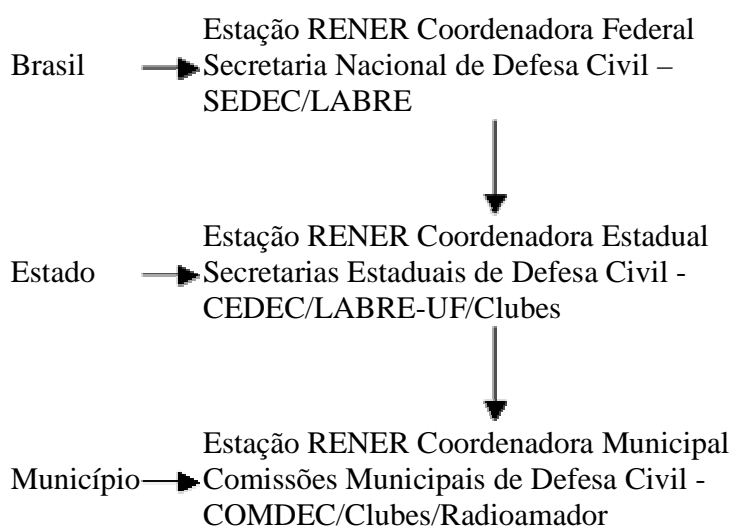 Estação RENER Coordenadora Federal
Brasil Secretaria Nacional de Defesa Civil –
SEDEC/LABRE
Estação RENER Coordenadora Estadual
Estado Secretarias Estaduais de Defesa Civil -
CEDEC/LABRE-UF/Clubes
Estação RENER Coordenadora Municipal
Município Comissões Municipais de Defesa Civil -
COMDEC/Clubes/Radioamador